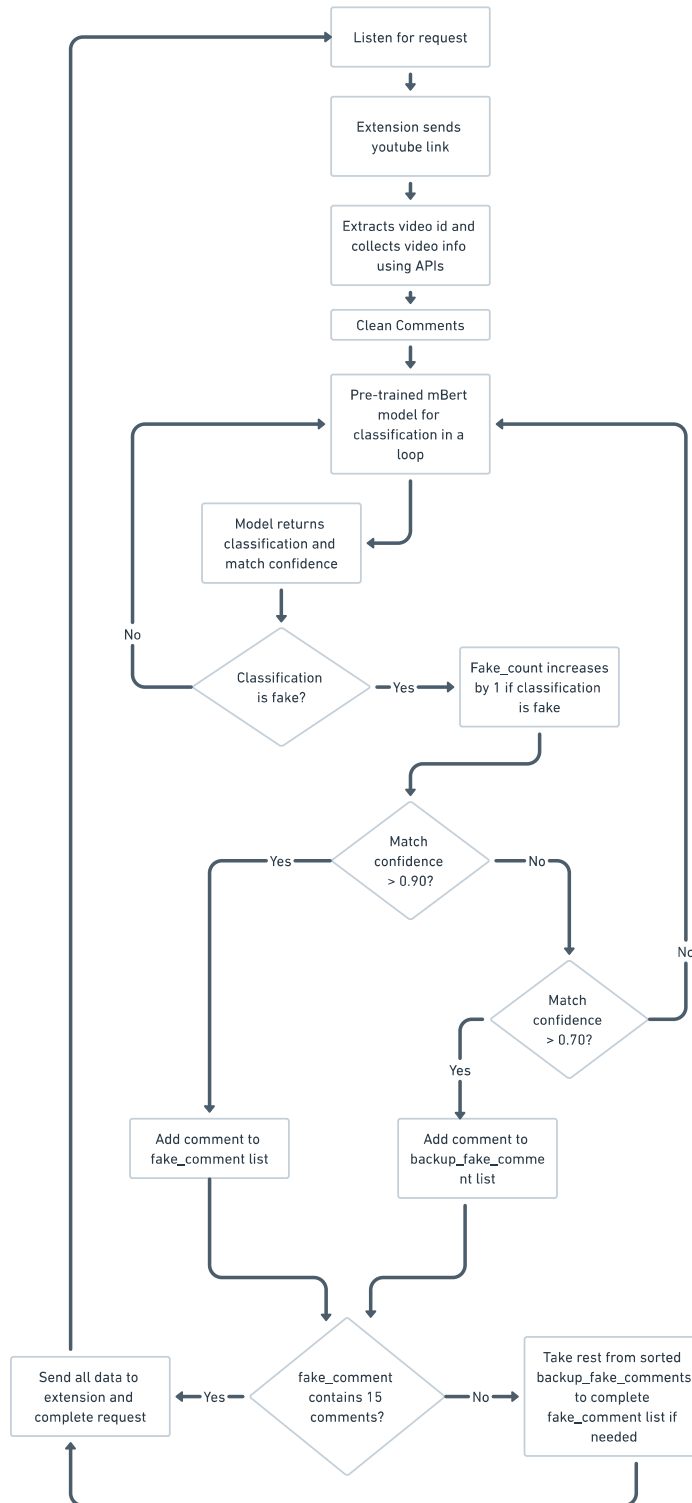 Listen for request
Extension sends
youtube link
Extracts video id and
collects video info
using APIs
Clean Comments
Pre-trained mBert
model for
classification in a
loop
Model returns
classification and
match confidence
No
Classification
is fake?
Yes
Fake_count increases
by 1 if classification
is fake
Match
confidence
> 0.90?
Yes
No
No
Match
confidence
> 0.70?
Yes
Add comment to
fake_comment list
Add comment to
backup_fake_comme
nt list
Send all data to
extension and
complete request
Yes
fake_comment
contains 15
comments?
No
Take rest from sorted
backup_fake_comments
to complete
fake_comment list if
needed